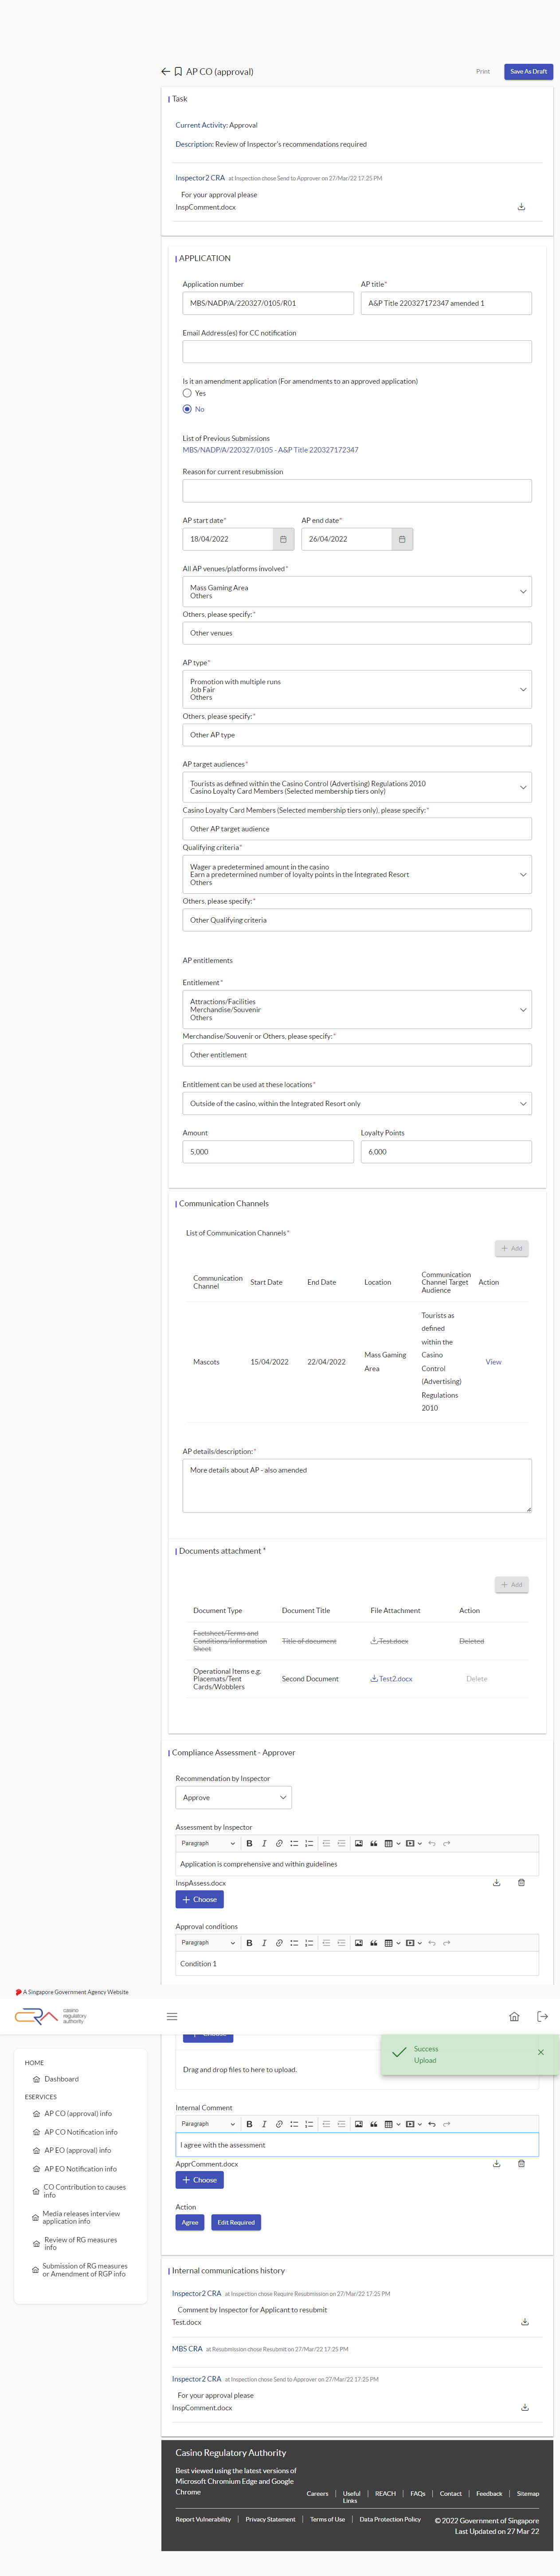 AP CO (approval)
Print
Save As Draft
Task
Current Activity: Approval
Description: Review of Inspector's recommendations required
Inspector2 CRA at Inspection chose Send to Approver on 27/Mar/22 17:25 PM
For your approval please
InspComment.docx
APPLICATION
Application number
AP title*
MBS/NADP/A/220327/0105/R01
A&P Title 220327172347 amended 1
Email Address(es) for CC notification
Is it an amendment application (For amendments to an approved application)
Yes
No
List of Previous Submissions
MBS/NADP/A/220327/0105 - A&P Title 220327172347
Reason for current resubmission
AP start date*
AP end date*
18/04/2022
26/04/2022
All AP venues/platforms involved*
Mass Gaming Area
Others
Others, please specify:*
Other venues
AP type*
Promotion with multiple runs
Job Fair
Others
Others, please specify:*
Other AP type
AP target audiences*
Tourists as defined within the Casino Control (Advertising) Regulations 2010
Casino Loyalty Card Members (Selected membership tiers only)
Casino Loyalty Card Members (Selected membership tiers only), please specify:*
Other AP target audience
Qualifying criteria*
Wager a predetermined amount in the casino
Earn a predetermined number of loyalty points in the Integrated Resort
Others
Others, please specify:*
Other Qualifying criteria
AP entitlements
Entitlement*
Attractions/Facilities
Merchandise/Souvenir
Others
Merchandise/Souvenir or Others, please specify:*
Other entitlement
Entitlement can be used at these locations*
Outside of the casino, within the Integrated Resort only
Amount
Loyalty Points
5,000
6,000
Communication Channels
List of Communication Channels*
+ Add
Communication
Channel
Start Date
End Date
Location
Communication
Channel Target
Audience
Action
Mascots
15/04/2022
22/04/2022
Mass Gaming
Area
Tourists as
defined
within the
Casino
Control
(Advertising)
Regulations
2010
View
AP details/description:*
More details about AP - also amended
Documents attachment *
+ Add
Document Type
Document Title
File Attachment
Action
Factsheet/Terms and
Conditions/Information
Sheet
Title of document
Test.docx
Deleted
Operational Items e.g.
Placemats/Tent
Cards/Wobblers
Second Document
Test2.docx
Delete
Compliance Assessment - Approver
Recommendation by Inspector
Approve
Assessment by Inspector
Paragraph
Application is comprehensive and within guidelines
InspAssess.docx
+ Choose
Approval conditions
Paragraph
Condition 1
A Singapore Government Agency Website
CRA
casino
regulatory
authority
HOME
Dashboard
ESERVICES
AP CO (approval) info
AP CO Notification info
AP EO (approval) info
AP EO Notification info
CO Contribution to causes
info
Media releases interview
application info
Review of RG measures
info
Submission of RG measures
or Amendment of RGP info
Success
Upload
Drag and drop files to here to upload.
Internal Comment
Paragraph
I agree with the assessment
ApprComment.docx
+ Choose
Action
Agree
Edit Required
Internal communications history
Inspector2 CRA at Inspection chose Require Resubmission on 27/Mar/22 17:25 PM
Comment by Inspector for Applicant to resubmit
Test.docx
MBS CRA at Resubmission chose Resubmit on 27/Mar/22 17:25 PM
Inspector2 CRA at Inspection chose Send to Approver on 27/Mar/22 17:25 PM
For your approval please
InspComment.docx
Casino Regulatory Authority
Best viewed using the latest versions of
Microsoft Chromium Edge and Google
Chrome
Careers
Useful
Links
REACH
FAQs
Contact
Feedback
Sitemap
Report Vulnerability
Privacy Statement
Terms of Use
Data Protection Policy
© 2022 Government of Singapore
Last Updated on 27 Mar 22